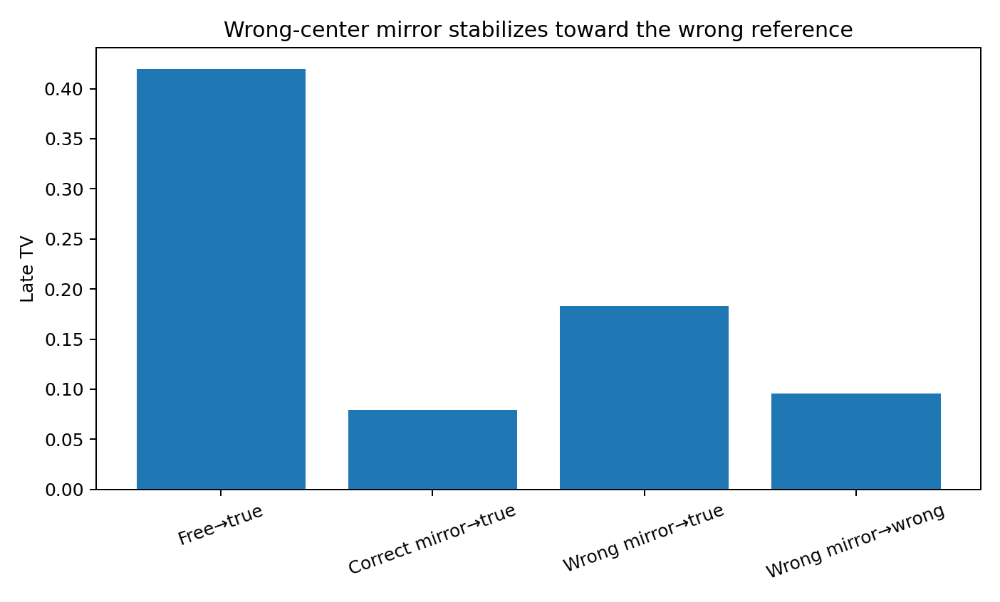 Wrong-center mirror stabilizes toward the wrong reference
Late TV
0.40
0.35
0.30
0.25
0.20
0.15
0.10
0.05
0.00
Free→true
Correct mirror→true
Wrong mirror→true
Wrong mirror→wrong